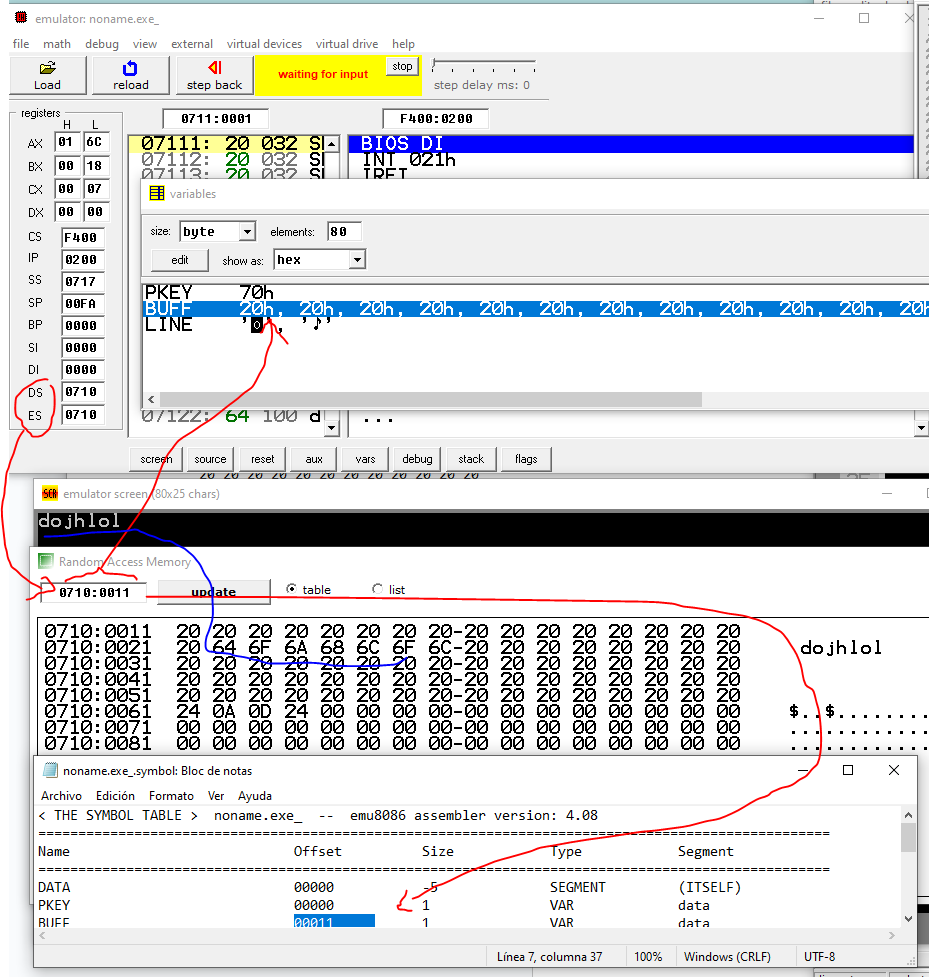 emulator: noname.exe_
file math debug view external virtual devices virtual drive help
Load reload step back waiting for input stop step delay ms: 0
registers
H L
0711:0001 F400:0200
AX 01 6C
BX 00 18
CX 00 07
DX 00 00
CS F400
IP 0200
SS 0717
SP 00FA
BP 0000
SI 0000
DI 0000
DS 0710
ES 0710
07111: 20 032 SP
07112: 20 032
07113: 20 032
BIOS DI
INT 021h
IRET
variables
size: byte elements: 80
edit show as: hex
PKEY 70h
BUFF 20h, 20h, 20h, 20h, 20h, 20h, 20h, 20h, 20h, 20h, 20h, 20h
LINE '◙', '♪'
07122: 64 100 d
...
screen source reset aux vars debug stack flags
emulator screen (80x25 chars)
dojhlol
Random Access Memory
0710:0011 update table list
0710:0011 20 20 20 20 20 20 20 20-20 20 20 20 20 20 20 20
0710:0021 20 64 6F 6A 68 6C 6F 6C-20 20 20 20 20 20 20 20 dojhlol
0710:0031 20 20 20 20 20 20 20 20-20 20 20 20 20 20 20 20
0710:0041 20 20 20 20 20 20 20 20-20 20 20 20 20 20 20 20
0710:0051 20 20 20 20 20 20 20 20-20 20 20 20 20 20 20 20
0710:0061 24 0A 0D 24 00 00 00 00-00 00 00 00 00 00 00 00 $..$........
0710:0071 00 00 00 00 00 00 00 00-00 00 00 00 00 00 00 00 ............
0710:0081 00 00 00 00 00 00 00 00-00 00 00 00 00 00 00 00 ............
noname.exe_.symbol: Bloc de notas
Archivo Edición Formato Ver Ayuda
< THE SYMBOL TABLE > noname.exe_ -- emu8086 assembler version: 4.08
===================================================================================================
Name Offset Size Type Segment
===================================================================================================
DATA 00000 -5 SEGMENT (ITSELF)
PKEY 00000 1 VAR data
BUFF 00011 1 VAR data
Línea 7, columna 37 100% Windows (CRLF) UTF-8